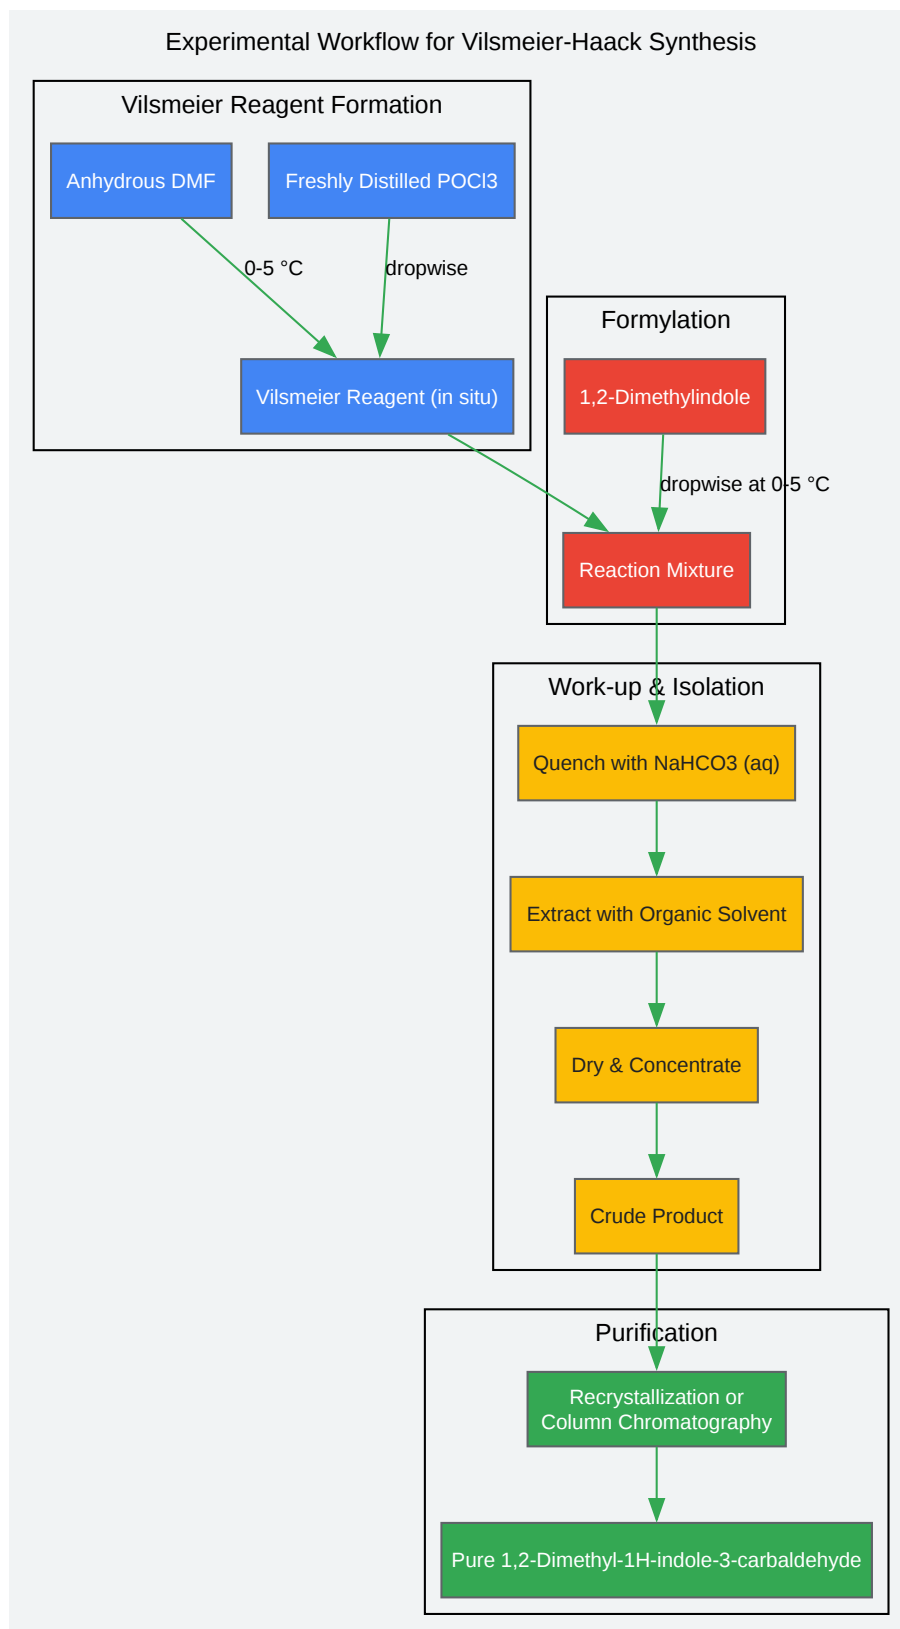 Experimental Workflow for Vilsmeier-Haack Synthesis
Vilsmeier Reagent Formation
Anhydrous DMF
Freshly Distilled POCl3
0-5 °C
dropwise
Vilsmeier Reagent (in situ)
Formylation
1,2-Dimethylindole
dropwise at 0-5 °C
Reaction Mixture
Work-up & Isolation
Quench with NaHCO3 (aq)
Extract with Organic Solvent
Dry & Concentrate
Crude Product
Purification
Recrystallization or
Column Chromatography
Pure 1,2-Dimethyl-1H-indole-3-carbaldehyde